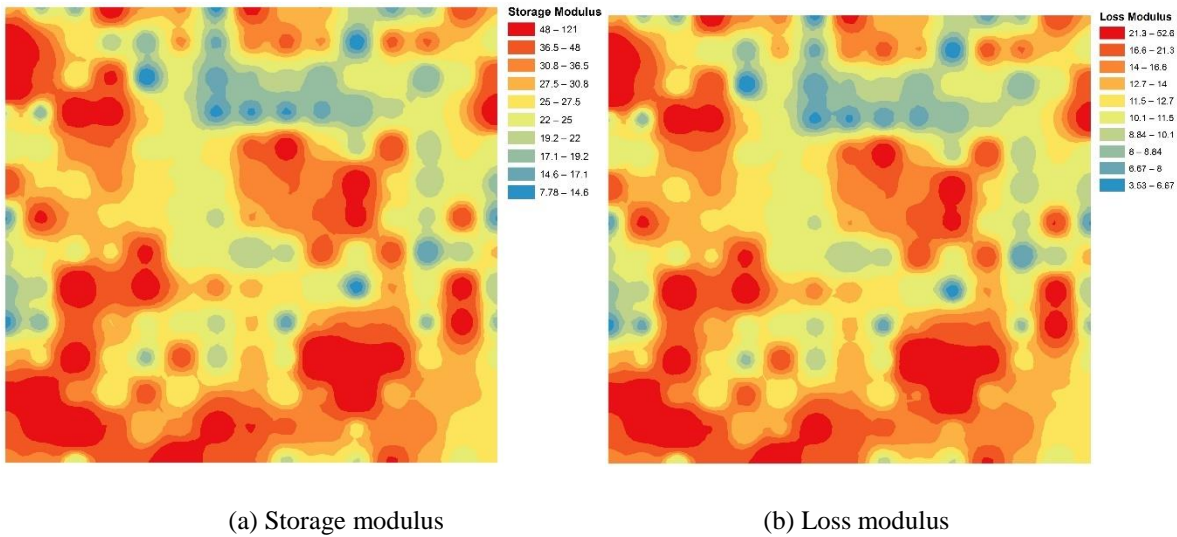 Storage Modulus
48 – 121
36.5 – 48
30.8 – 36.5
27.5 – 30.8
25 – 27.5
22 – 25
19.2 – 22
17.1 – 19.2
14.6 – 17.1
7.78 – 14.6
Loss Modulus
21.3 – 52.6
16.6 – 21.3
14 – 16.6
12.7 – 14
11.5 – 12.7
10.1 – 11.5
8.84 – 10.1
8 – 8.84
6.67 – 8
3.53 – 6.67
(a) Storage modulus
(b) Loss modulus